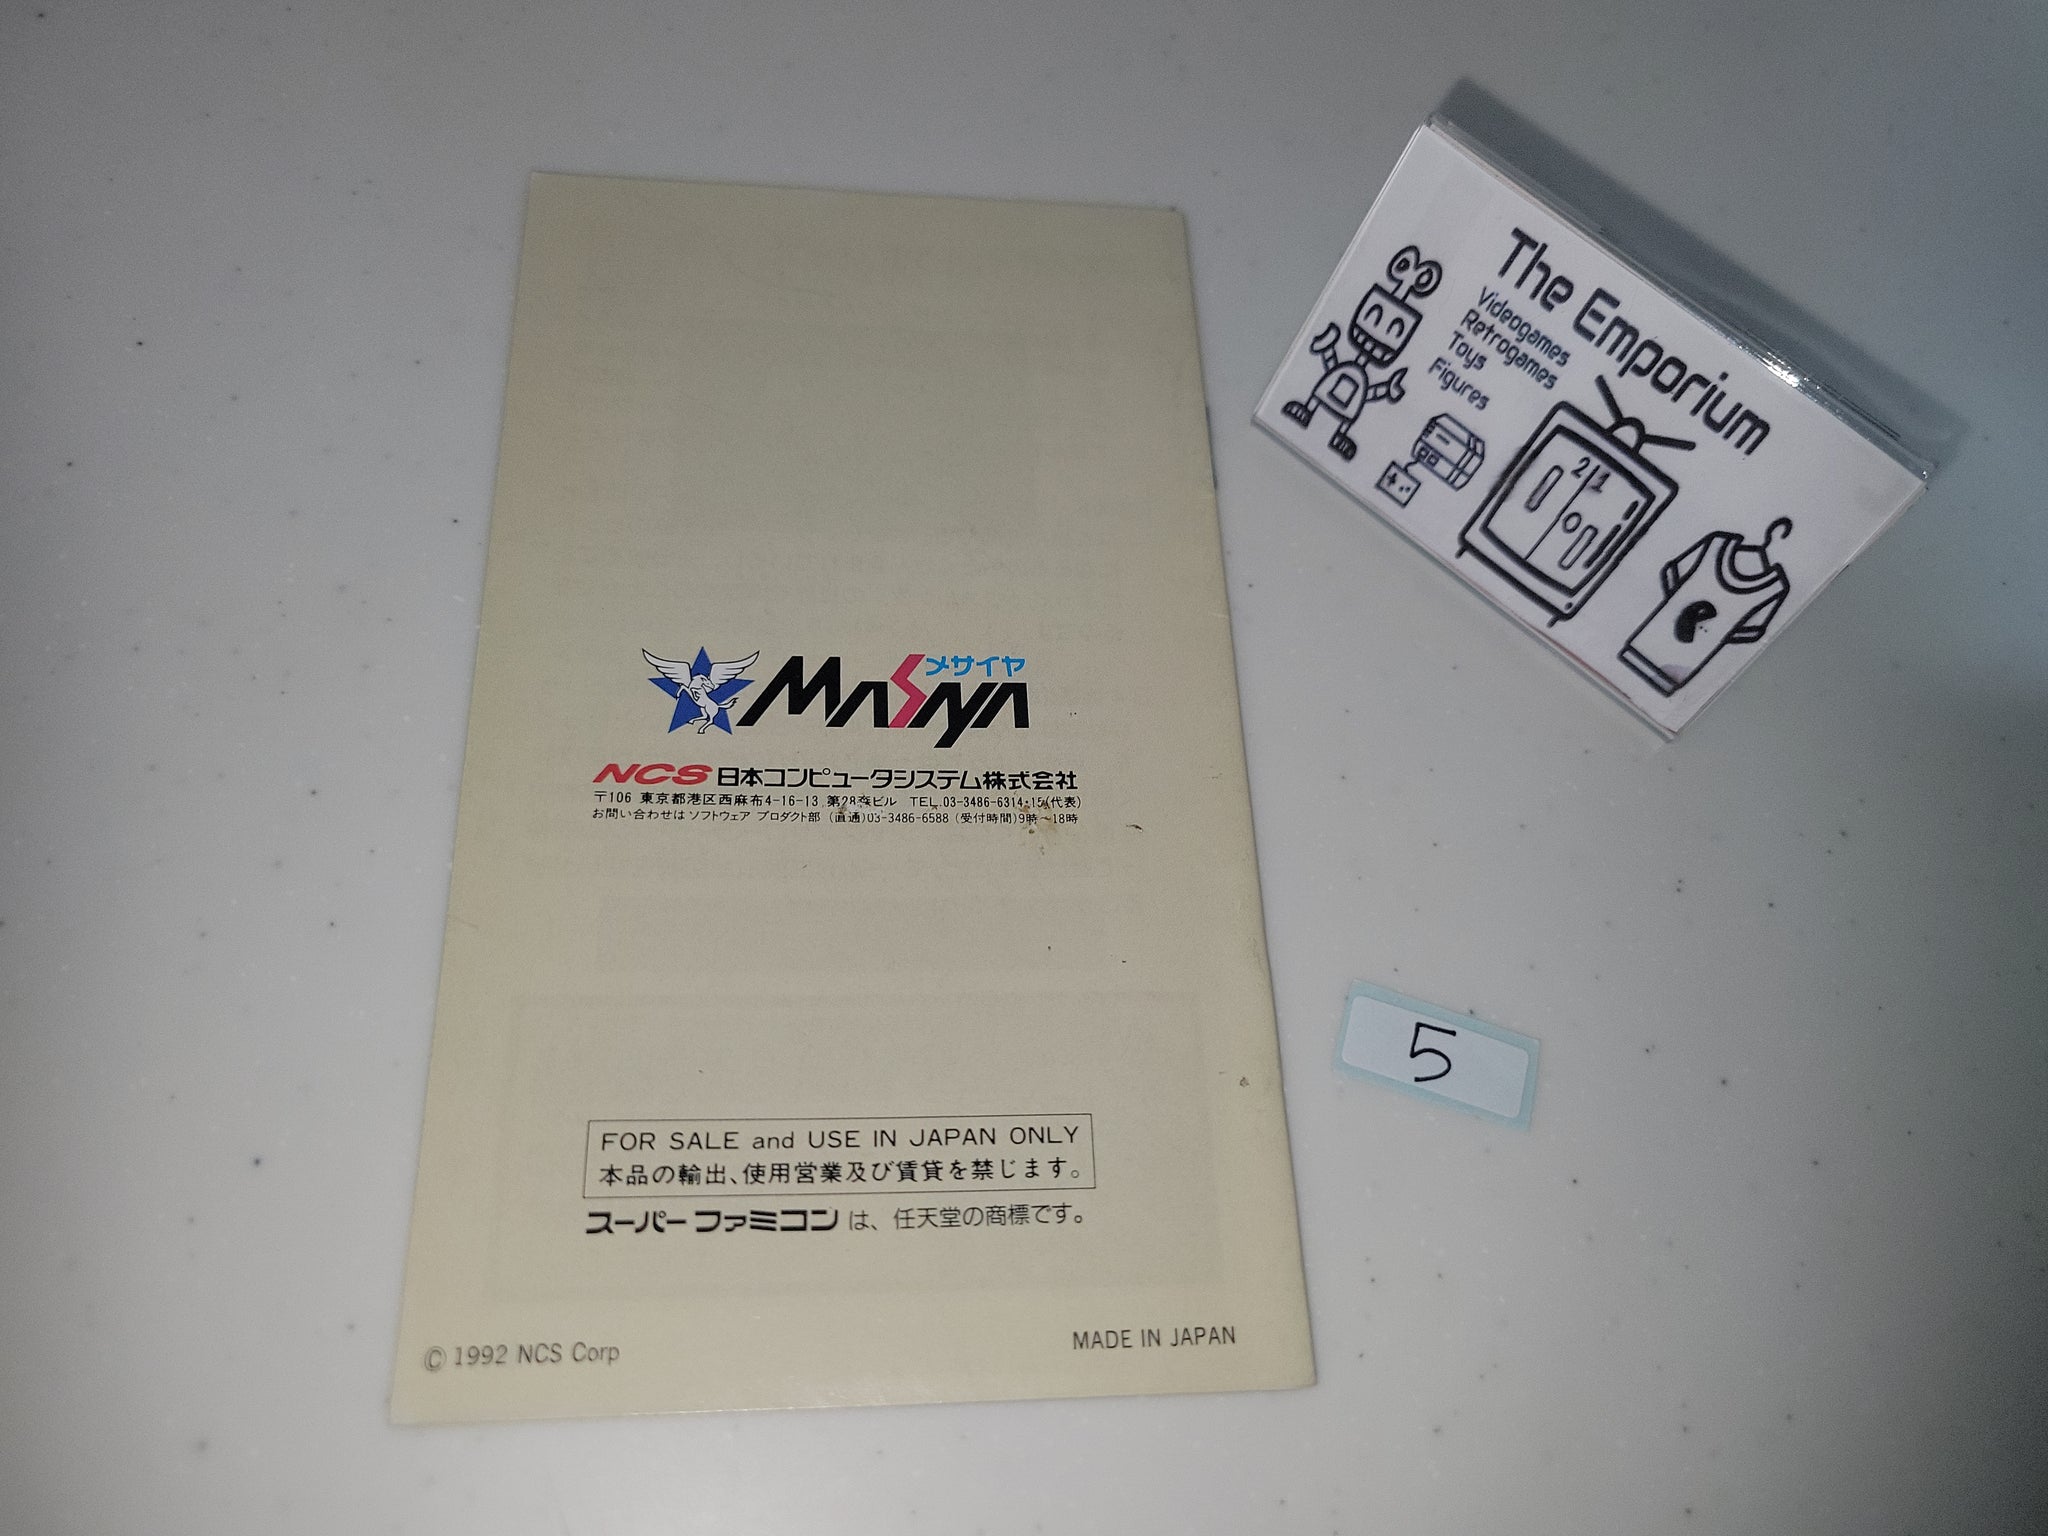 メサイヤ
MASAYA
NCS 日本コンピュータシステム株式会社
〒106 東京都港区西麻布4-16-13 第28森ビル TEL.03-3486-6314・15(代表)
お問い合わせは ソフトウェア プロダクト部 (直通)03-3486-6588 (受付時間)9時~18時
FOR SALE and USE IN JAPAN ONLY
本品の輸出、使用営業及び賃貸を禁じます。
スーパーファミコン は、任天堂の商標です。
© 1992 NCS Corp
MADE IN JAPAN
The Emporium
Videogames
Retrogames
Toys
Figures
21
5